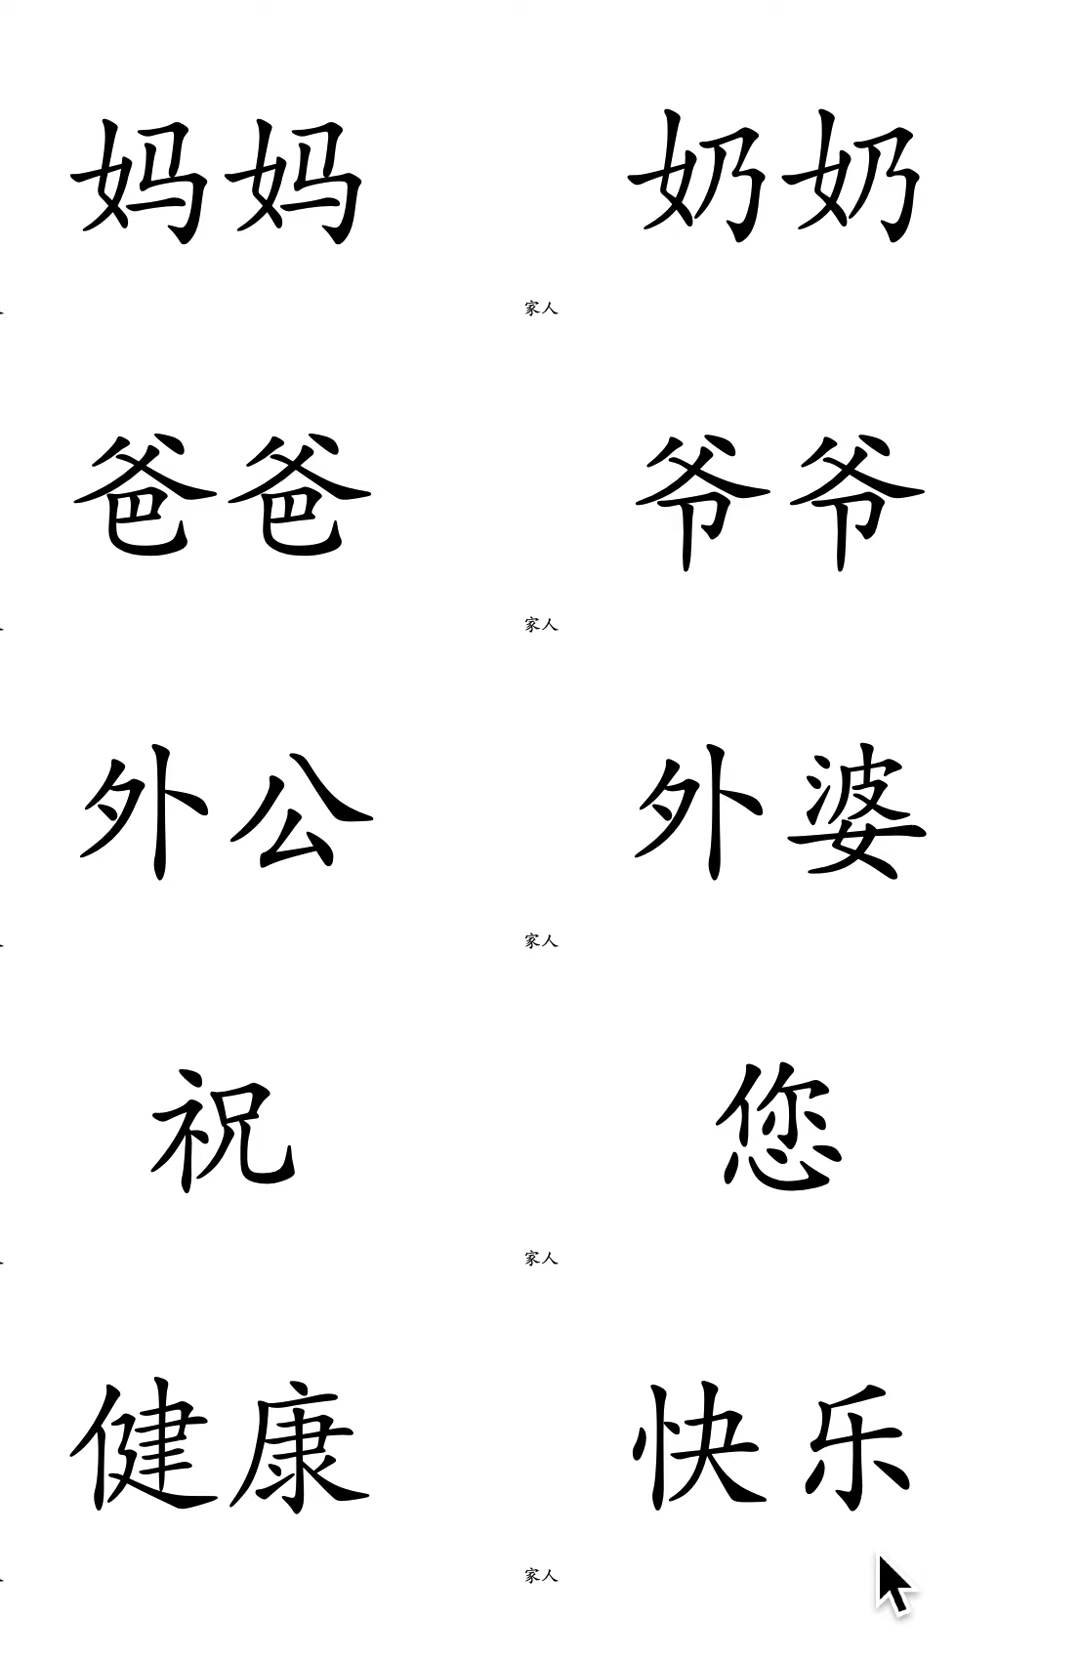 妈妈 奶奶
家人
爸爸 爷爷
家人
外公 外婆
家人
祝 您
家人
健康 快乐
家人